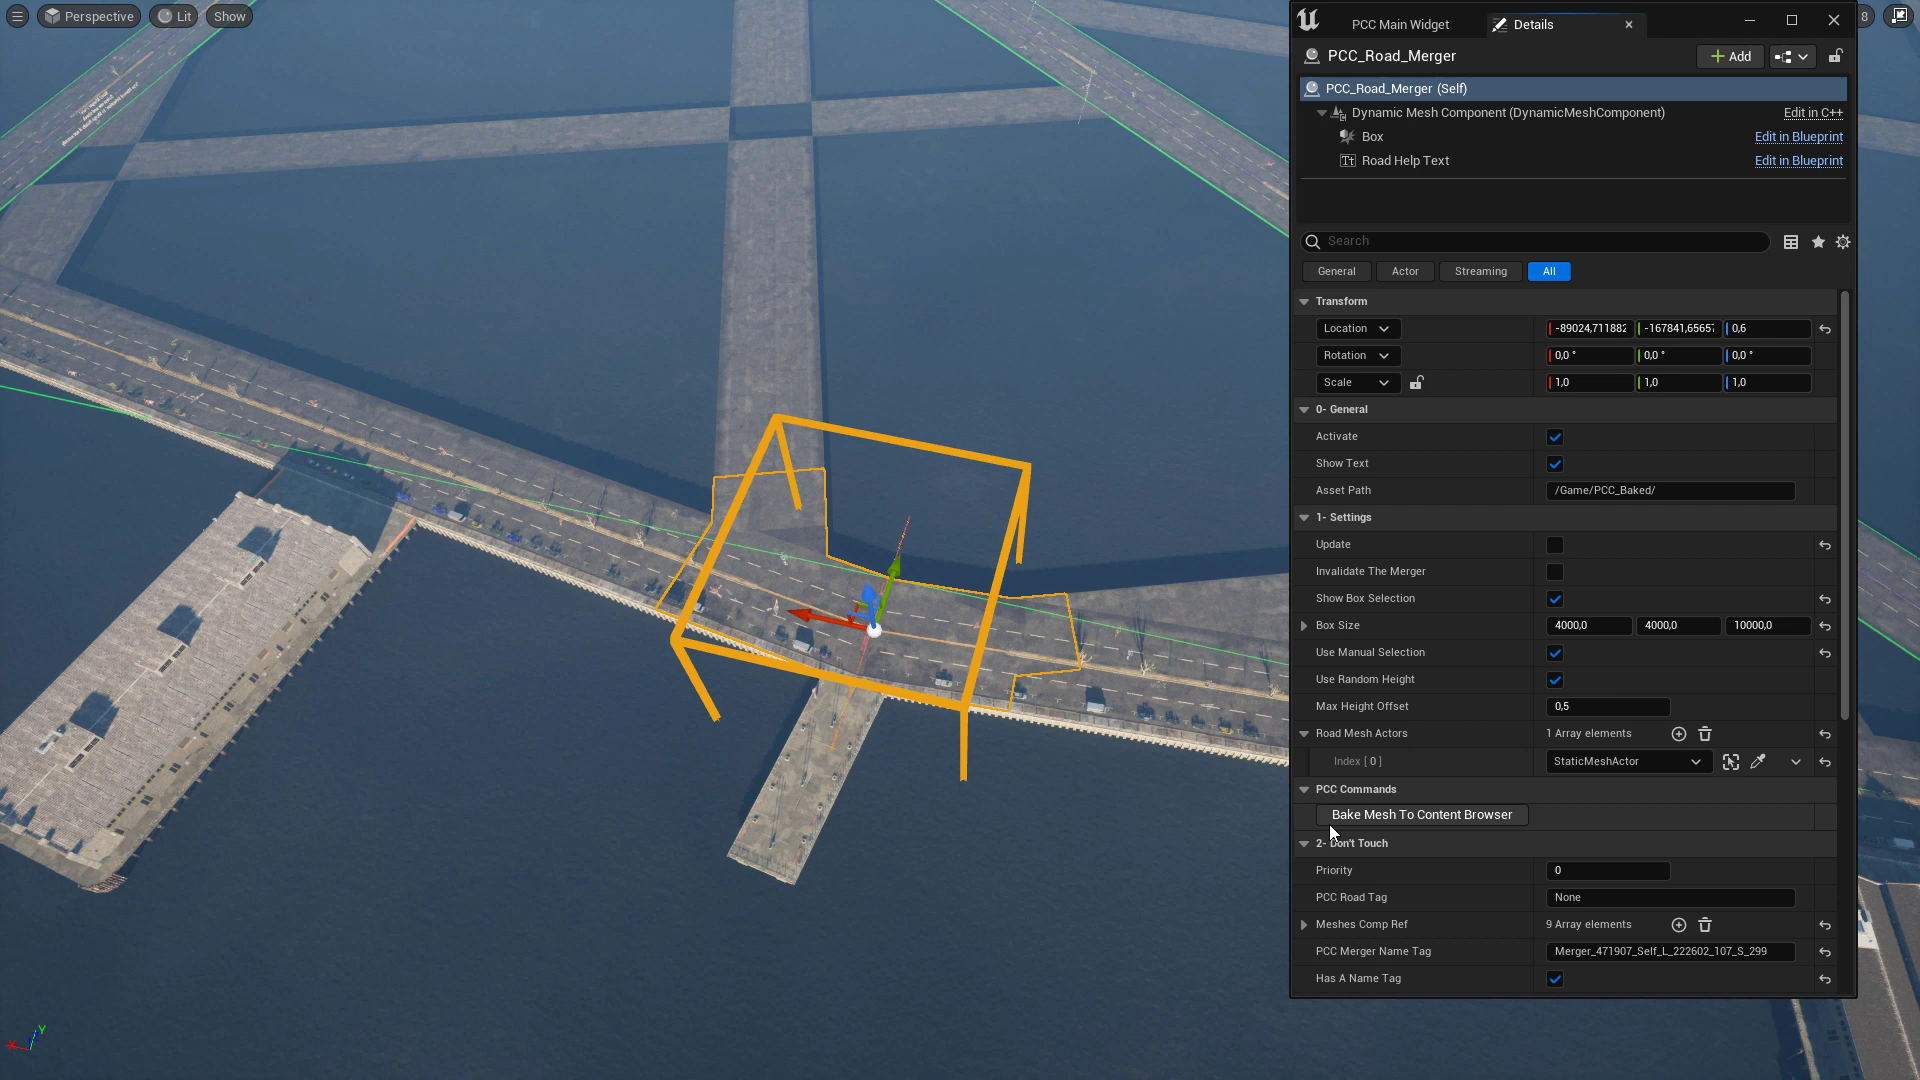 Perspective
Lit
Show
8
PCC Main Widget
Details
PCC_Road_Merger
Add
PCC_Road_Merger (Self)
Dynamic Mesh Component (DynamicMeshComponent)
Edit in C++
Box
Edit in Blueprint
Road Help Text
Edit in Blueprint
Search
General
Actor
Streaming
All
Transform
Location
-89024,711882
-167841,6565
0,6
Rotation
0,0 °
0,0 °
0,0 °
Scale
1,0
1,0
1,0
0- General
Activate
Show Text
Asset Path
/Game/PCC_Baked/
1- Settings
Update
Invalidate The Merger
Show Box Selection
Box Size
4000,0
4000,0
10000,0
Use Manual Selection
Use Random Height
Max Height Offset
0,5
Road Mesh Actors
1 Array elements
Index [ 0 ]
StaticMeshActor
PCC Commands
Bake Mesh To Content Browser
2- Don't Touch
Priority
0
PCC Road Tag
None
Meshes Comp Ref
9 Array elements
PCC Merger Name Tag
Merger_471907_Self_L_222602_107_S_299
Has A Name Tag
X
Y